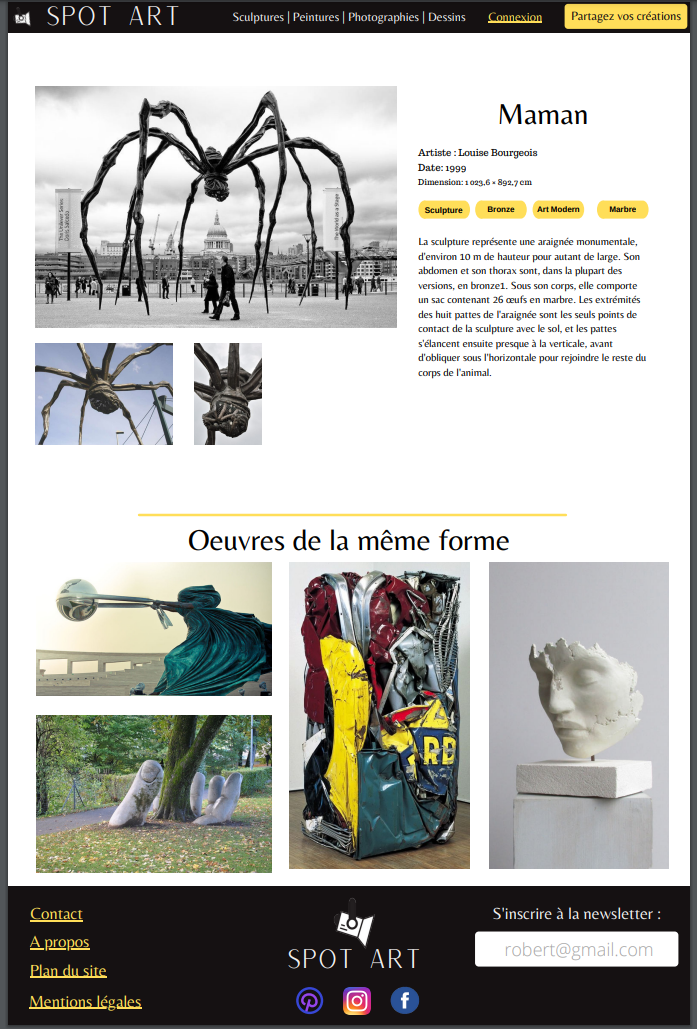 SPOT ART
Sculptures | Peintures | Photographies | Dessins
Connexion
Partagez vos créations
Maman
Artiste : Louise Bourgeois
Date: 1999
Dimension: 1 023,6 × 892,7 cm
Sculpture
Bronze
Art Modern
Marbre
La sculpture représente une araignée monumentale,
d'environ 10 m de hauteur pour autant de large. Son
abdomen et son thorax sont, dans la plupart des
versions, en bronze1. Sous son corps, elle comporte
un sac contenant 26 œufs en marbre. Les extrémités
des huit pattes de l'araignée sont les seuls points de
contact de la sculpture avec le sol, et les pattes
s'élancent ensuite presque à la verticale, avant
d'obliquer sous l'horizontale pour rejoindre le reste du
corps de l'animal.
The Unilever Series
Doris Salcedo
Oeuvres de la même forme
RD
Contact
A propos
Plan du site
Mentions légales
SPOT ART
S'inscrire à la newsletter :
robert@gmail.com